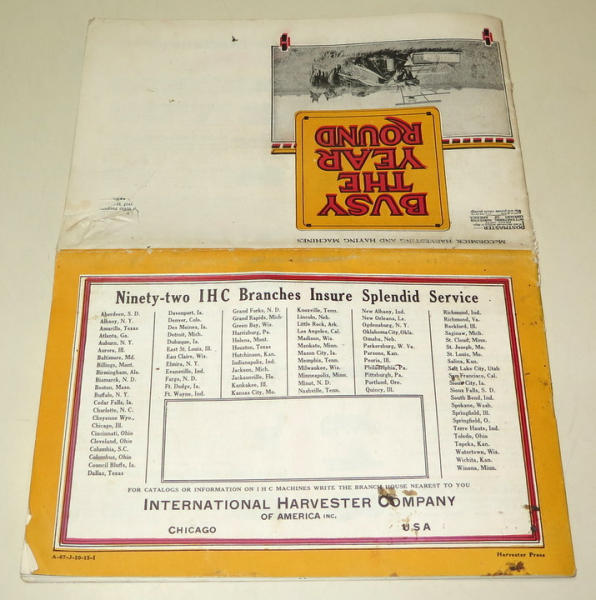 BUSY
THE
YEAR
ROUND
POSTMASTER
McCORMICK HARVESTING AND HAYING MACHINES
Ninety-two IHC Branches Insure Splendid Service
Aberdeen, S. D.
Albany, N. Y.
Amarillo, Texas
Atlanta, Ga.
Auburn, N. Y.
Aurora, Ill.
Baltimore, Md.
Billings, Mont.
Birmingham, Ala.
Bismarck, N. D.
Boston, Mass.
Buffalo, N. Y.
Cedar Falls, Ia.
Charlotte, N. C.
Cheyenne Wyo.
Chicago, Ill.
Cincinnati, Ohio
Cleveland, Ohio
Columbia, S.C.
Columbus, Ohio
Council Bluffs, Ia.
Dallas, Texas
Davenport, Ia.
Denver, Colo.
Des Moines, Ia.
Detroit, Mich.
Dubuque, Ia.
East St. Louis, Ill.
Eau Claire, Wis.
Elmira, N. Y.
Evansville, Ind.
Fargo, N. D.
Ft. Dodge, Ia.
Ft. Wayne, Ind.
Grand Forks, N. D.
Grand Rapids, Mich
Green Bay, Wis.
Harrisburg, Pa.
Helena, Mont.
Houston, Texas
Hutchinson, Kan.
Indianapolis, Ind.
Jackson, Mich.
Jacksonville, Fla.
Kankakee, Ill.
Kansas City, Mo.
Knoxville, Tenn.
Lincoln, Neb.
Little Rock, Ark.
Los Angeles, Cal.
Madison, Wis.
Mankato, Minn.
Mason City, Ia.
Memphis, Tenn.
Milwaukee, Wis.
Minneapolis, Minn.
Minot, N. D.
Nashville, Tenn.
New Albany, Ind.
New Orleans, La.
Ogdensburg, N. Y.
Oklahoma City, Okla.
Omaha, Neb.
Parkersburg, W. Va.
Parsons, Kan.
Peoria, Ill.
Philadelphia, Pa.
Pittsburgh, Pa.
Portland, Ore.
Quincy, Ill.
Richmond, Ind.
Richmond, Va.
Rockford, Ill.
Saginaw, Mich.
St. Cloud, Minn.
St. Joseph, Mo.
St. Louis, Mo.
Salina, Kan.
Salt Lake City, Utah
San Francisco, Cal.
Sioux City, Ia.
Sioux Falls, S. D.
South Bend, Ind.
Spokane, Wash.
Springfield, Ill.
Springfield, O.
Terre Haute, Ind.
Toledo, Ohio
Topeka, Kan.
Watertown, Wis.
Wichita, Kan.
Winona, Minn.
FOR CATALOGS OR INFORMATION ON IHC MACHINES WRITE THE BRANCH HOUSE NEAREST TO YOU
INTERNATIONAL HARVESTER COMPANY
OF AMERICA INC.
CHICAGO USA
A-67-J-10-15-I
Harvester Press